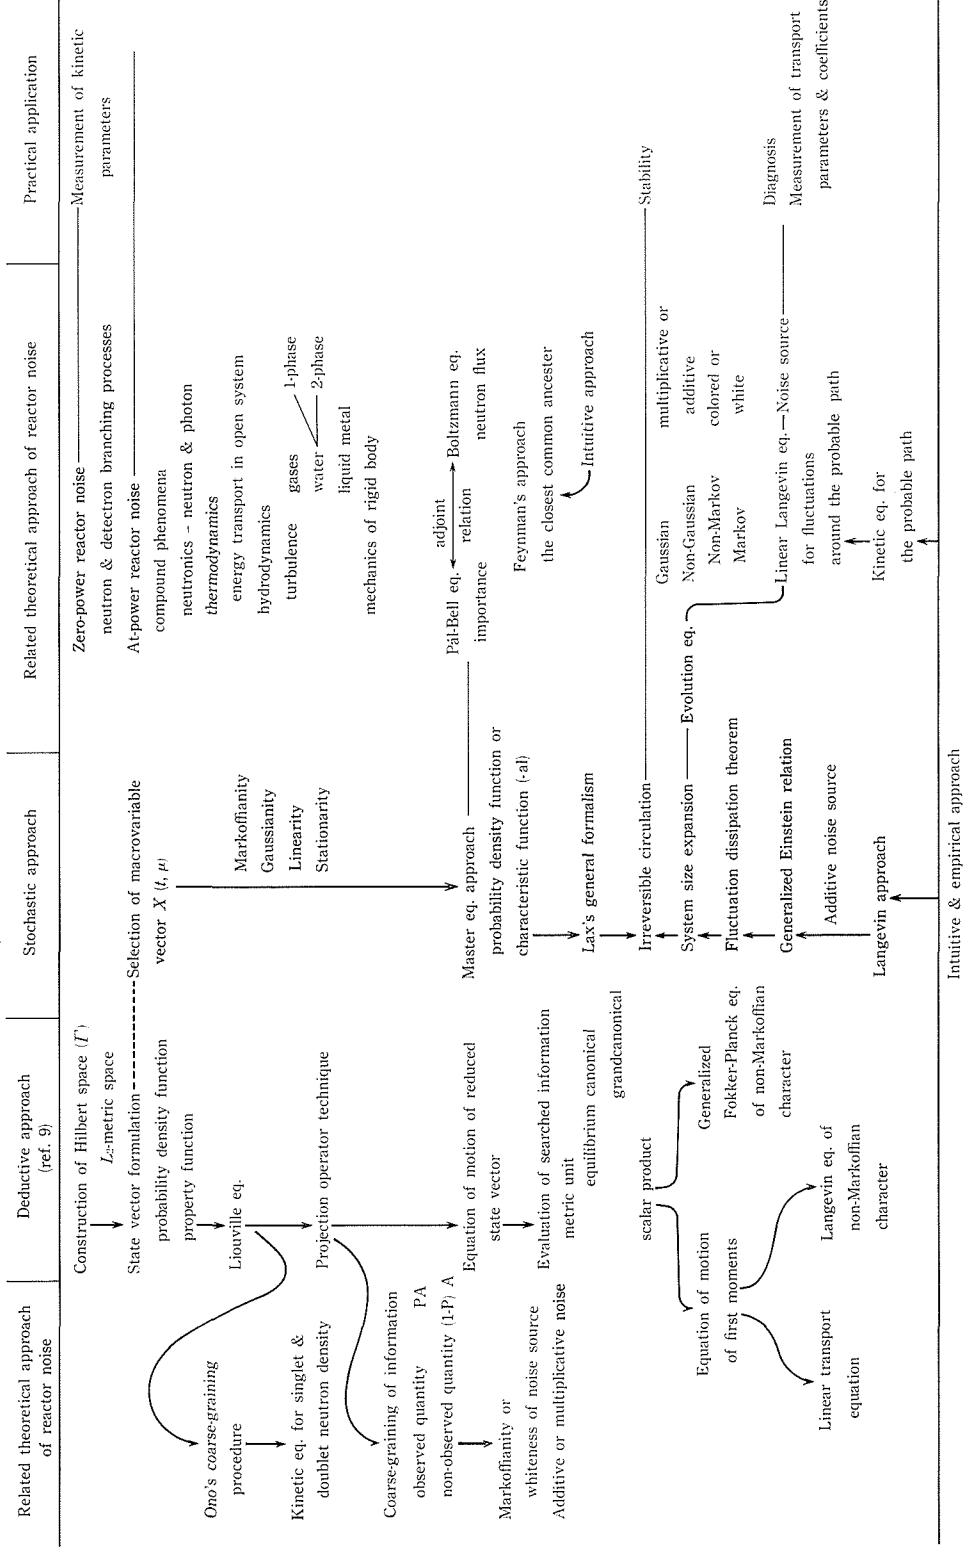 Related theoretical approach
of reactor noise
Deductive approach
(ref. 9)
Stochastic approach
Related theoretical approach of reactor noise
Practical application
Ono's coarse-graining
procedure
Kinetic eq. for singlet &
doublet neutron density
Coarse-graining of information
observed quantity PA
non-observed quantity (1-P) A
Markoffianity or
whiteness of noise source
Additive or multiplicative noise
Construction of Hilbert space (Γ)
L₂-metric space
State vector formulation
probability density function
property function
Liouville eq.
Projection operator technique
Equation of motion of reduced
state vector
Evaluation of searched information
metric unit
equilibrium canonical
grandcanonical
scalar product
Equation of motion
of first moments
Generalized
Fokker-Planck eq.
of non-Markoffian
character
Linear transport
equation
Langevin eq. of
non-Markoffian
character
Selection of macrovariable
vector X (t, μ)
Markoffianity
Gaussianity
Linearity
Stationarity
Master eq. approach
probability density function or
characteristic function (-al)
Lax's general formalism
Irreversible circulation
System size expansion
Evolution eq.
Fluctuation dissipation theorem
Generalized Einstein relation
Additive noise source
Langevin approach
Zero-power reactor noise
neutron & detectron branching processes
At-power reactor noise
compound phenomena
neutronics - neutron & photon
thermodynamics
energy transport in open system
hydrodynamics
turbulence gases 1-phase
water 2-phase
liquid metal
mechanics of rigid body
Pál-Bell eq. adjoint Boltzmann eq.
importance relation neutron flux
Feynman's approach
the closest common ancester
Intuitive approach
Gaussian multiplicative or
Non-Gaussian additive
Non-Markov colored or
Markov white
Linear Langevin eq. Noise source
for fluctuations
around the probable path
Kinetic eq. for
the probable path
Measurement of kinetic
parameters
Stability
Diagnosis
Measurement of transport
parameters & coefficients
Intuitive & empirical approach